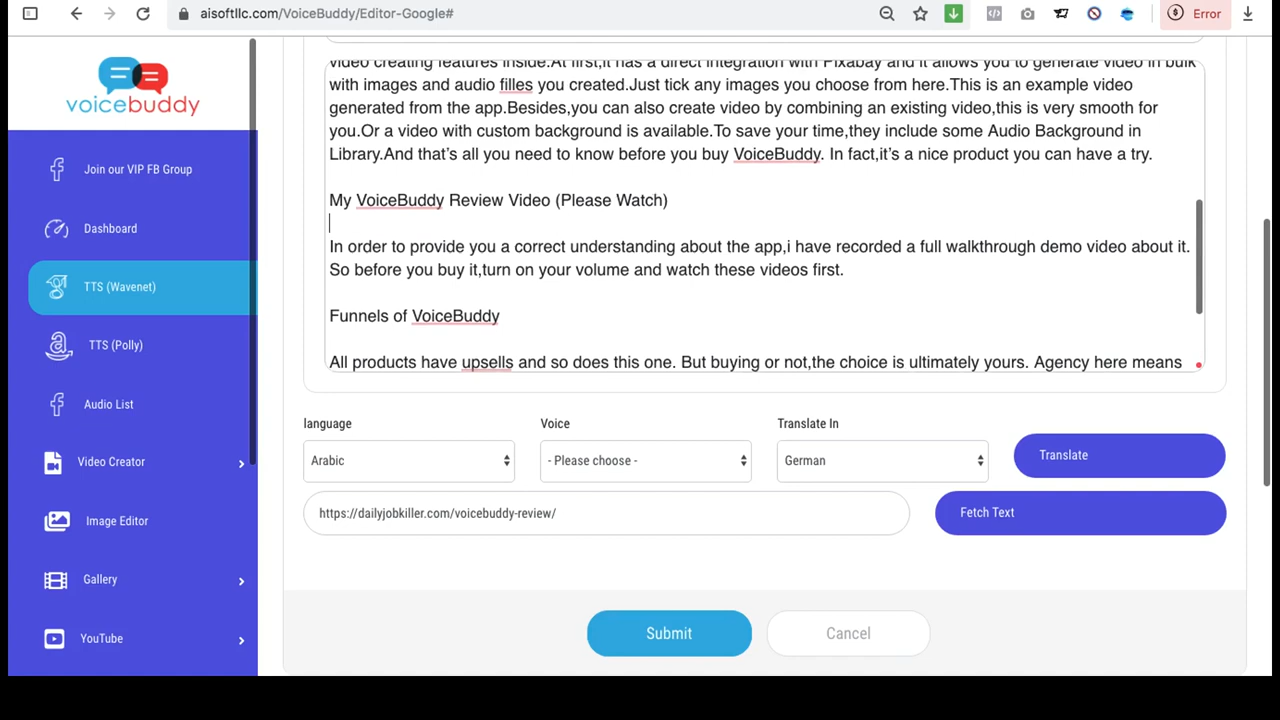 aisoftllc.com/VoiceBuddy/Editor-Google#
Error
voicebuddy
Join our VIP FB Group
Dashboard
TTS (Wavenet)
TTS (Polly)
Audio List
Video Creator
Image Editor
Gallery
YouTube
video creating features inside.At first,it has a direct integration with Pixabay and it allows you to generate video in bulk
with images and audio filles you created.Just tick any images you choose from here.This is an example video
generated from the app.Besides,you can also create video by combining an existing video,this is very smooth for
you.Or a video with custom background is available.To save your time,they include some Audio Background in
Library.And that's all you need to know before you buy VoiceBuddy. In fact,it's a nice product you can have a try.
My VoiceBuddy Review Video (Please Watch)
In order to provide you a correct understanding about the app,i have recorded a full walkthrough demo video about it.
So before you buy it,turn on your volume and watch these videos first.
Funnels of VoiceBuddy
All products have upsells and so does this one. But buying or not,the choice is ultimately yours. Agency here means
language
Voice
Translate In
Arabic
- Please choose -
German
Translate
https://dailyjobkiller.com/voicebuddy-review/
Fetch Text
Submit
Cancel